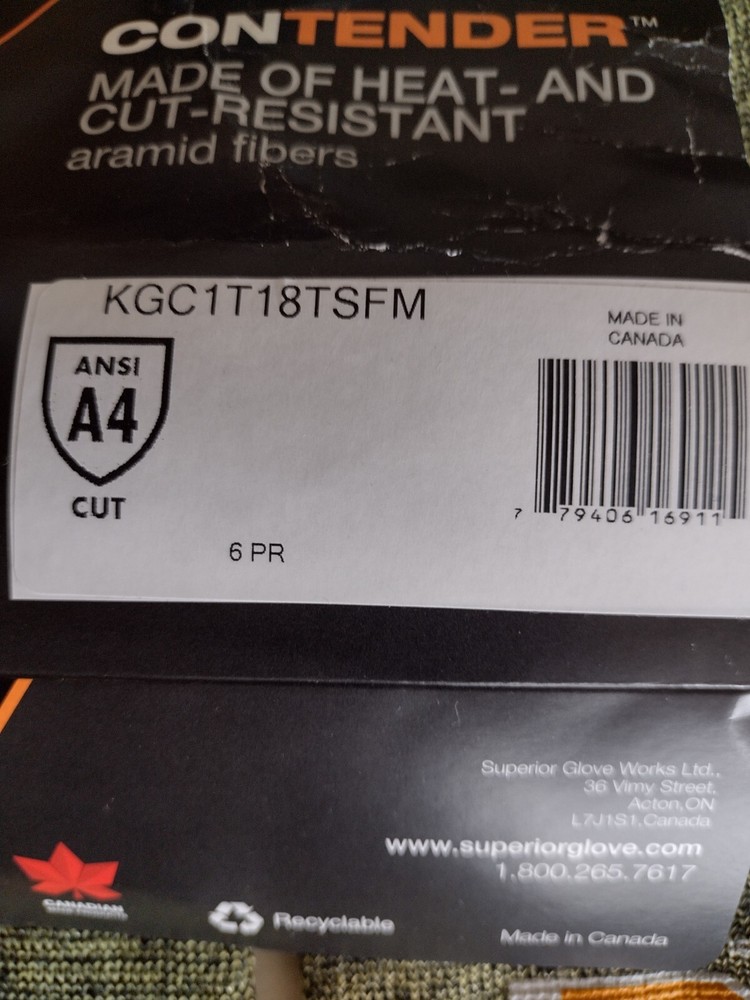 CONTENDER™
MADE OF HEAT- AND
CUT-RESISTANT
aramid fibers
KGC1T18TSFM
MADE IN
CANADA
ANSI
A4
CUT
7 79406 16911
6 PR
Superior Glove Works Ltd.,
36 Vimy Street,
Acton,ON
L7J1S1,Canada
www.superiorglove.com
1.800.265.7617
CANADIAN
Recyclable
Made in Canada